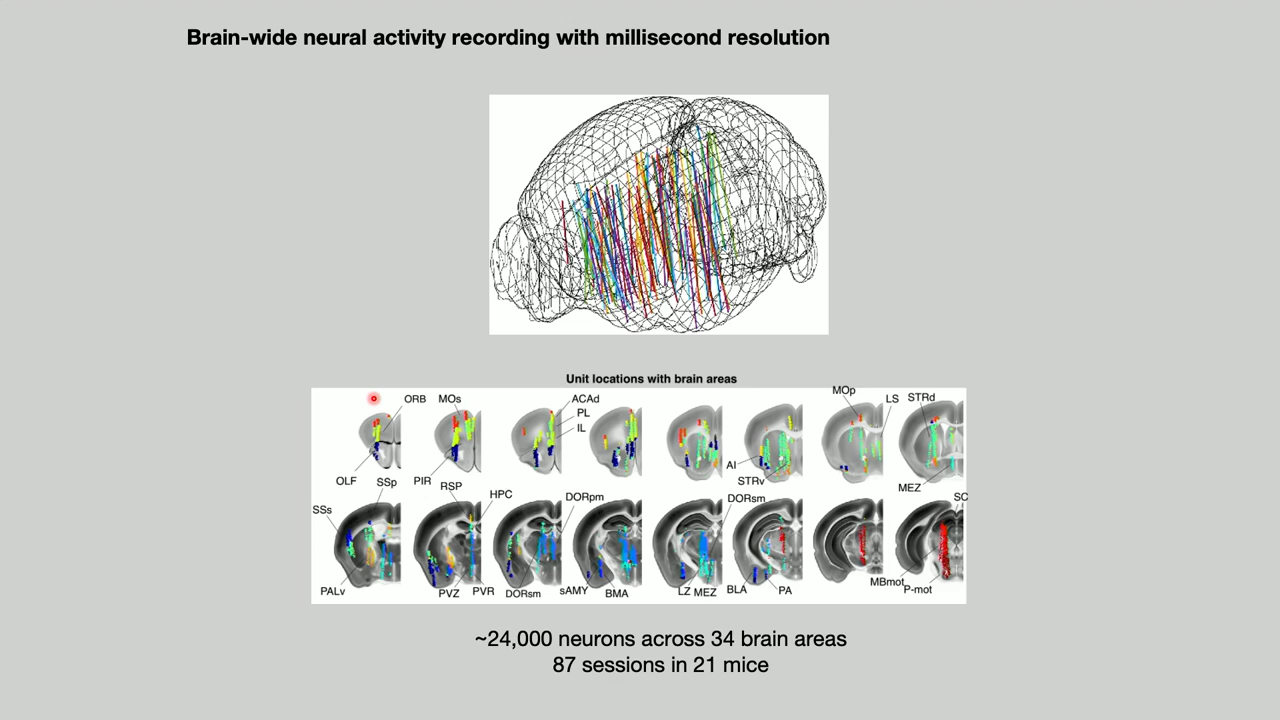 Brain-wide neural activity recording with millisecond resolution
Unit locations with brain areas
ORB MOs ACAd PL IL MOp LS STRd
OLF PIR AI STRv MEZ
SSs SSp RSP HPC DORpm DORsm SC
PALv PVZ PVR DORsm sAMY BMA LZ MEZ BLA PA MBmot P-mot
~24,000 neurons across 34 brain areas
87 sessions in 21 mice